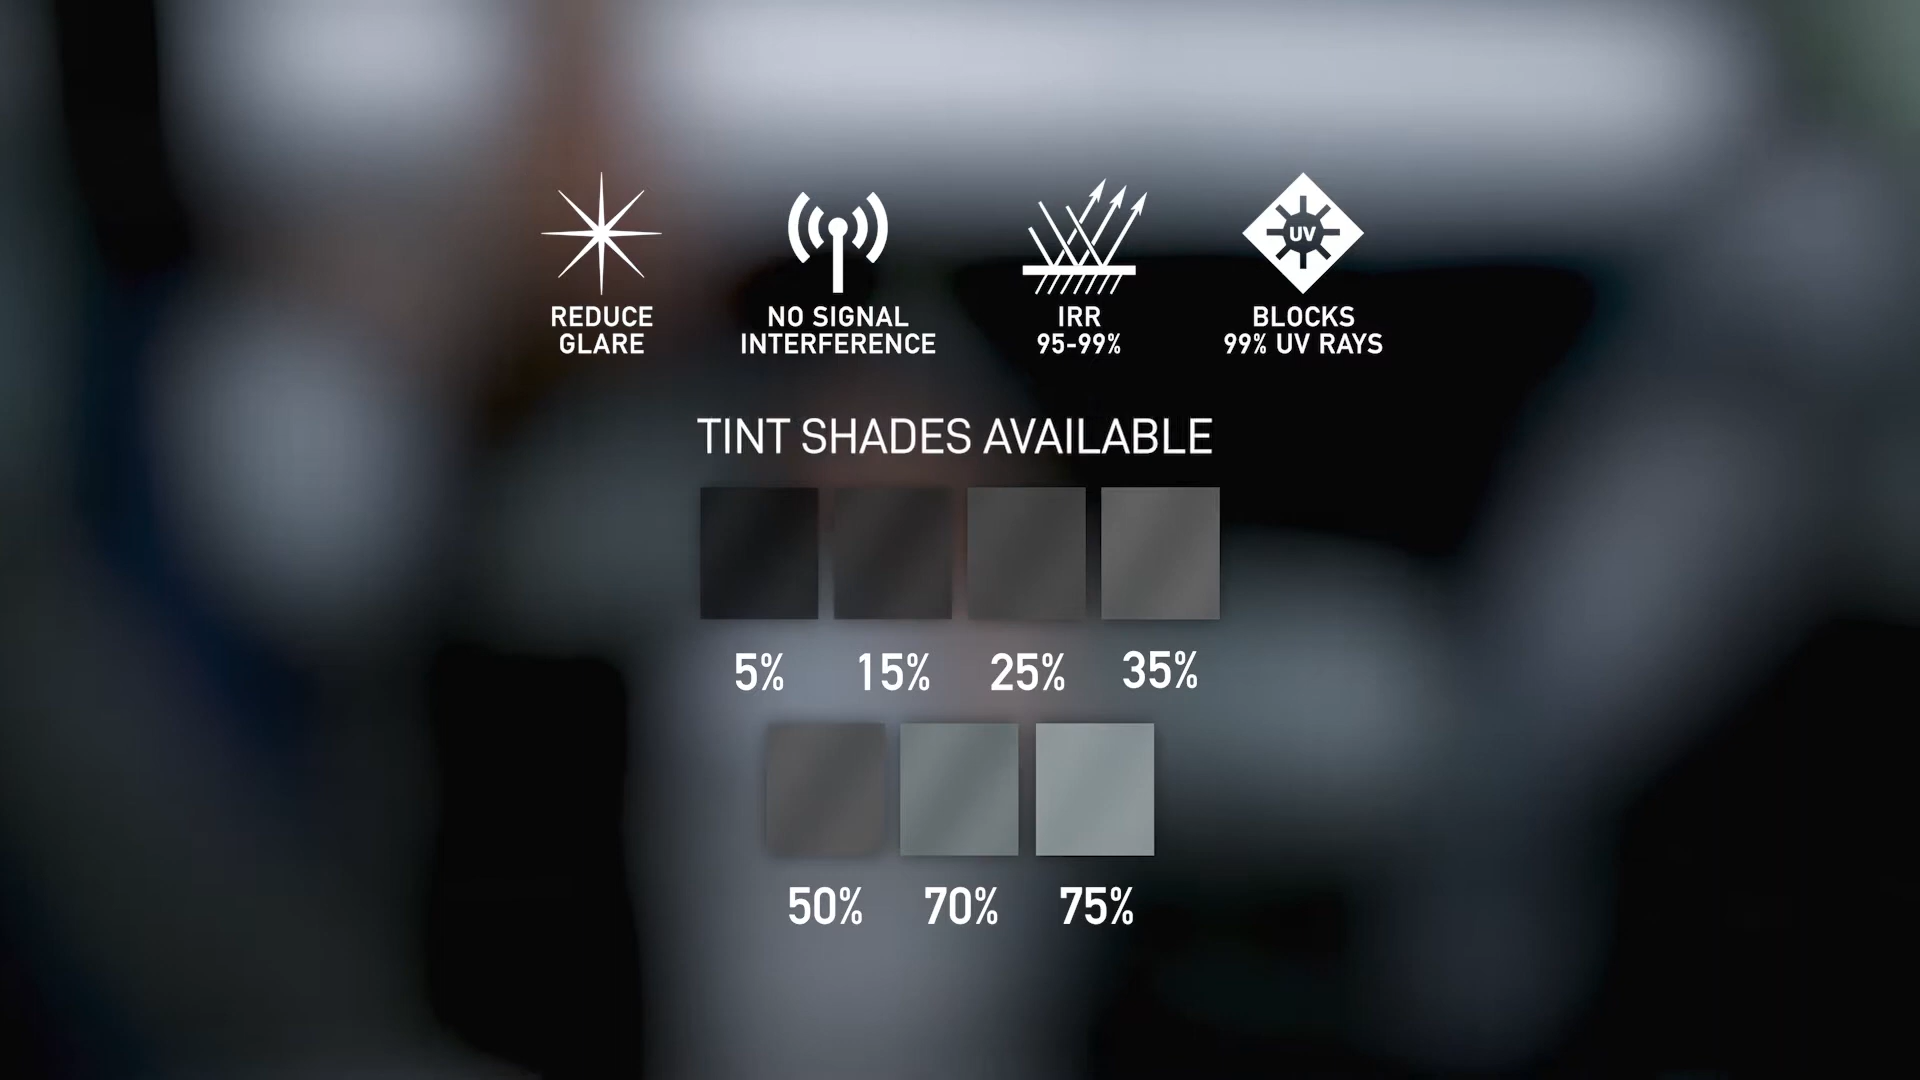 REDUCE
GLARE
NO SIGNAL
INTERFERENCE
IRR
95-99%
UV
BLOCKS
99% UV RAYS
TINT SHADES AVAILABLE
5% 15% 25% 35%
50% 70% 75%